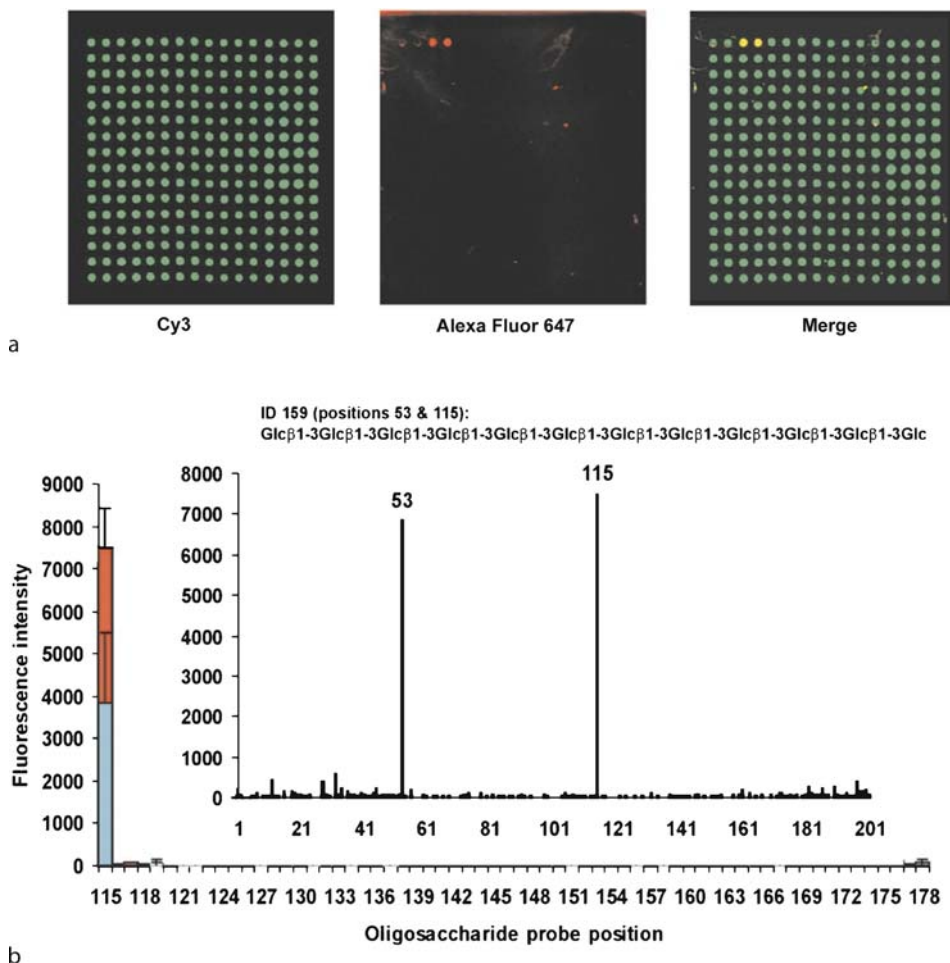 Cy3 Alexa Fluor 647 Merge
a
ID 159 (positions 53 & 115):
Glcβ1-3Glcβ1-3Glcβ1-3Glcβ1-3Glcβ1-3Glcβ1-3Glcβ1-3Glcβ1-3Glcβ1-3Glcβ1-3Glc
9000
8000
7000
6000
5000
4000
3000
2000
1000
0
Fluorescence intensity
8000
7000
6000
5000
4000
3000
2000
1000
0
53
115
1 21 41 61 81 101 121 141 161 181 201
115 118 121 124 127 130 133 136 139 142 145 148 151 154 157 160 163 166 169 172 175 178
Oligosaccharide probe position
b